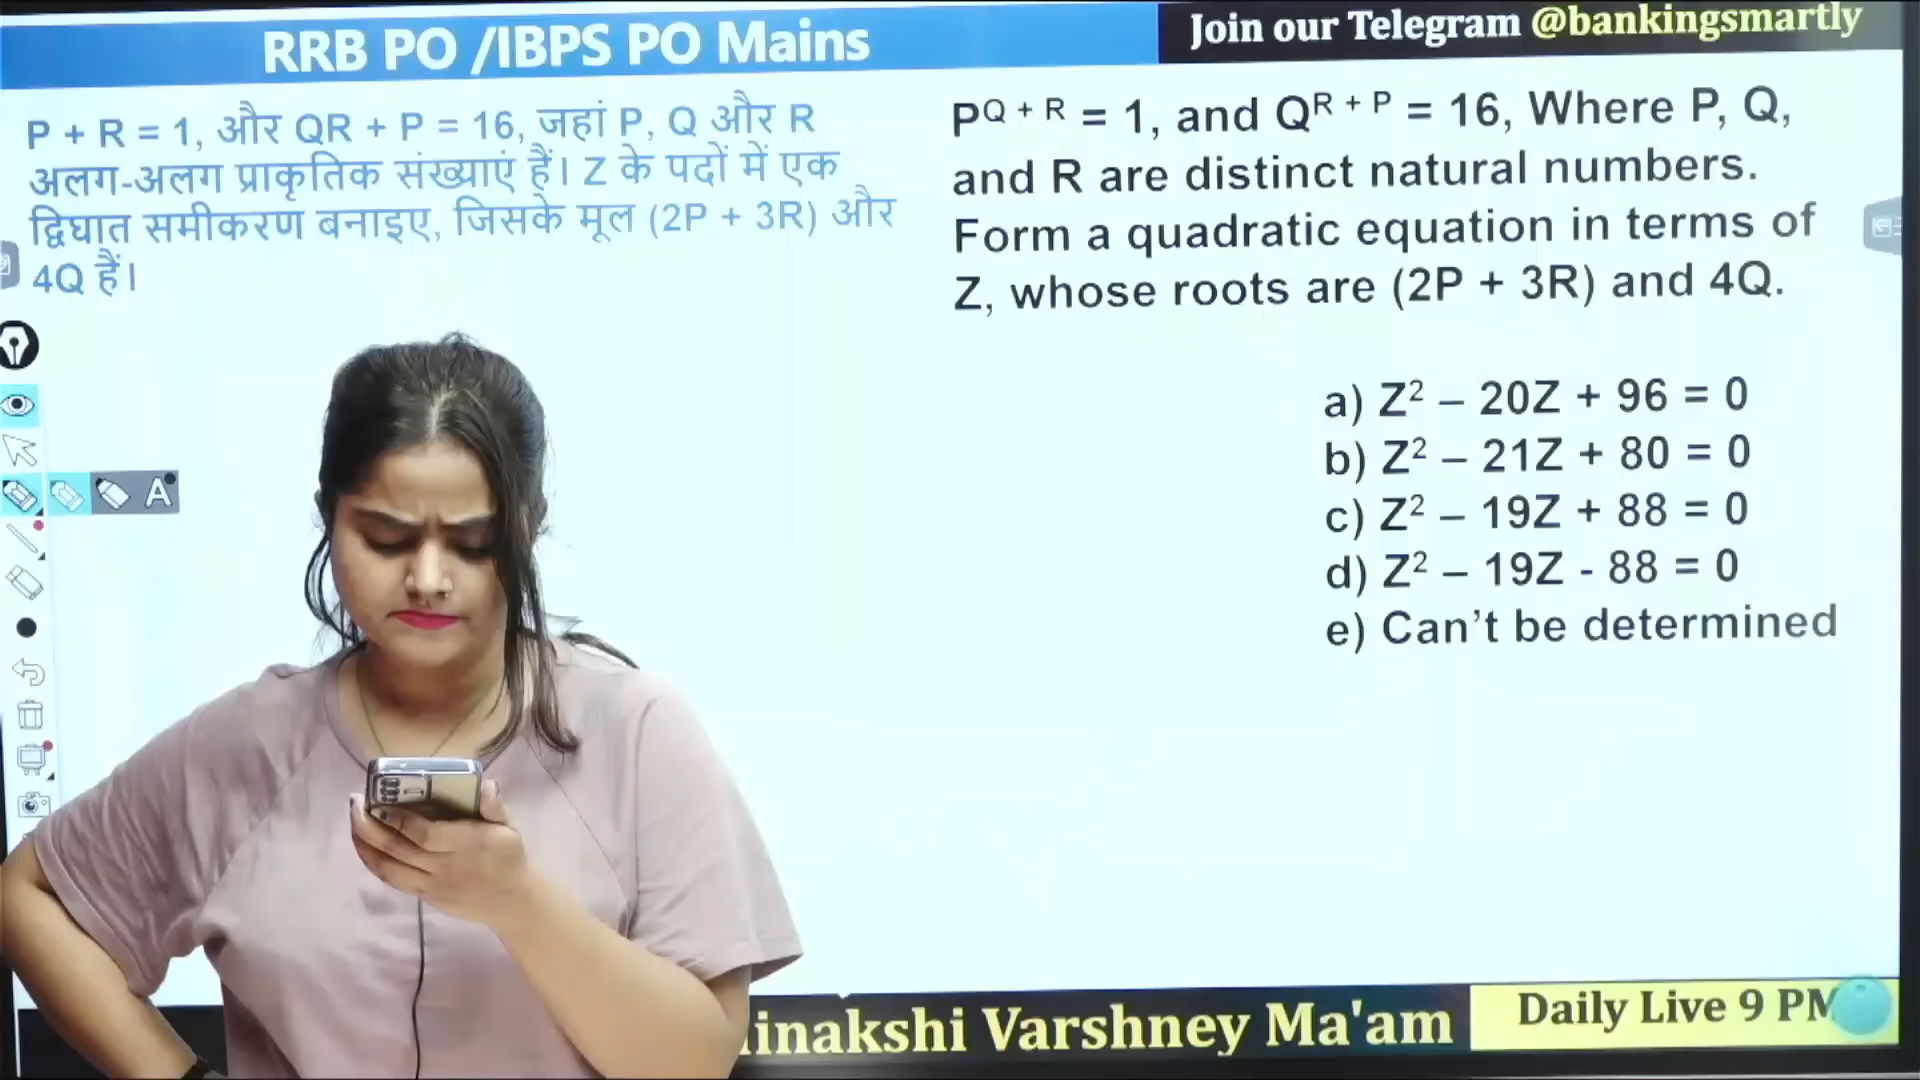 RRB PO /IBPS PO Mains
Join our Telegram @bankingsmartly
P + R = 1, और QR + P = 16, जहां P, Q और R
अलग-अलग प्राकृतिक संख्याएं हैं। Z के पदों में एक
द्विघात समीकरण बनाइए, जिसके मूल (2P + 3R) और
4Q हैं।
P^Q + R = 1, and Q^R + P = 16, Where P, Q,
and R are distinct natural numbers.
Form a quadratic equation in terms of
Z, whose roots are (2P + 3R) and 4Q.
a) Z² – 20Z + 96 = 0
b) Z² – 21Z + 80 = 0
c) Z² – 19Z + 88 = 0
d) Z² – 19Z - 88 = 0
e) Can't be determined
A
Varshney Ma'am
Daily Live 9 PM